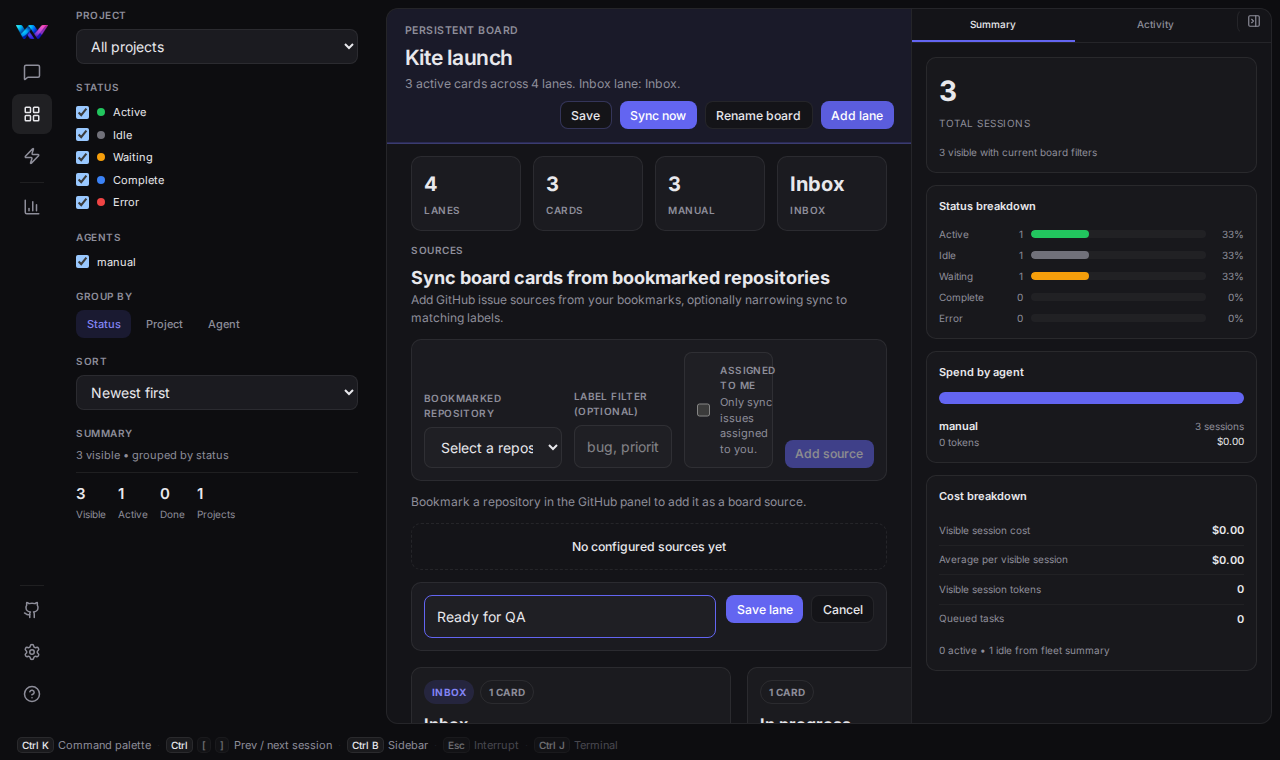 PROJECT
All projects
STATUS
Active
Idle
Waiting
Complete
Error
AGENTS
manual
GROUP BY
Status Project Agent
SORT
Newest first
SUMMARY
3 visible • grouped by status
3 1 0 1
Visible Active Done Projects
PERSISTENT BOARD
Kite launch
3 active cards across 4 lanes. Inbox lane: Inbox.
Save Sync now Rename board Add lane
4 3 3 Inbox
LANES CARDS MANUAL INBOX
SOURCES
Sync board cards from bookmarked repositories
Add GitHub issue sources from your bookmarks, optionally narrowing sync to
matching labels.
BOOKMARKED
REPOSITORY
Select a repos
LABEL FILTER
(OPTIONAL)
bug, priorit
ASSIGNED
TO ME
Only sync
issues
assigned
to you.
Add source
Bookmark a repository in the GitHub panel to add it as a board source.
No configured sources yet
Ready for QA Save lane Cancel
INBOX 1 CARD
Inbox
1 CARD
In progress
Summary Activity
3
TOTAL SESSIONS
3 visible with current board filters
Status breakdown
Active 1 33%
Idle 1 33%
Waiting 1 33%
Complete 0 0%
Error 0 0%
Spend by agent
manual 3 sessions
0 tokens $0.00
Cost breakdown
Visible session cost $0.00
Average per visible session $0.00
Visible session tokens 0
Queued tasks 0
0 active • 1 idle from fleet summary
Ctrl K Command palette Ctrl [ ] Prev / next session Ctrl B Sidebar Esc Interrupt Ctrl J Terminal